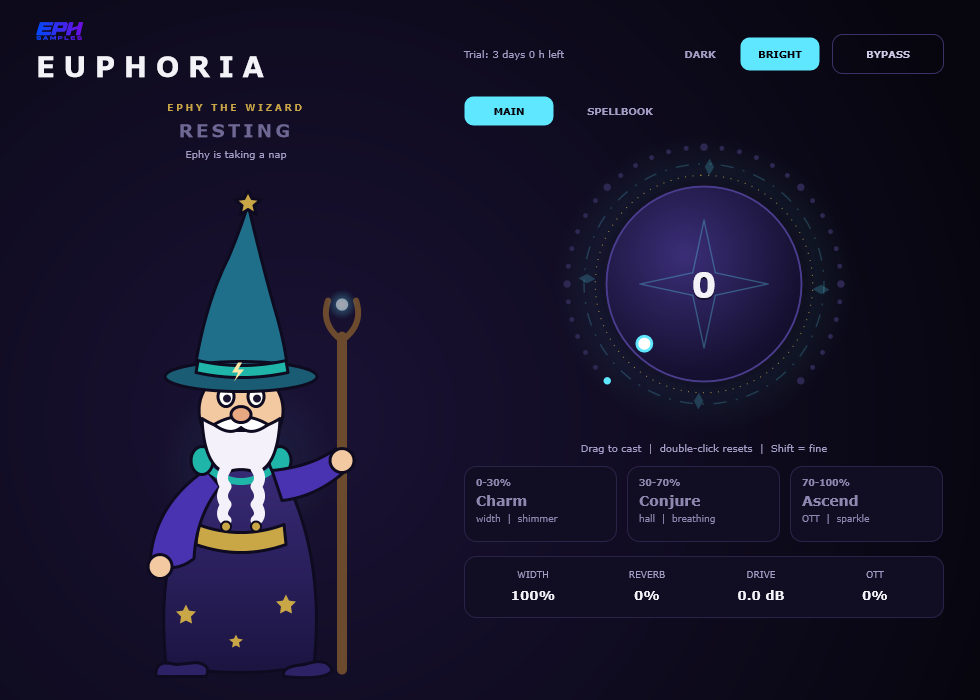 EPH
SAMPLES
EUPHORIA
EPHY THE WIZARD
RESTING
Ephy is taking a nap
Trial: 3 days 0 h left
DARK
BRIGHT
BYPASS
MAIN
SPELLBOOK
0
Drag to cast | double-click resets | Shift = fine
0-30%
Charm
width | shimmer
30-70%
Conjure
hall | breathing
70-100%
Ascend
OTT | sparkle
WIDTH
100%
REVERB
0%
DRIVE
0.0 dB
OTT
0%